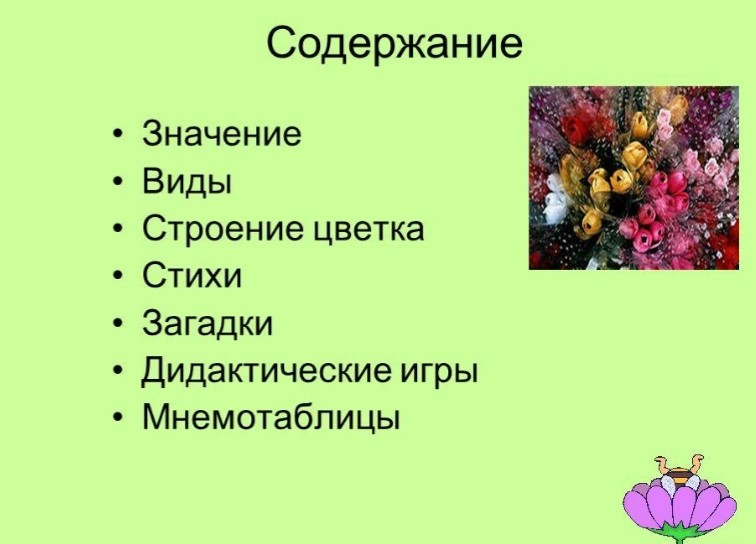 Содержание
• Значение
• Виды
• Строение цветка
• Стихи
• Загадки
• Дидактические игры
• Мнемотаблицы